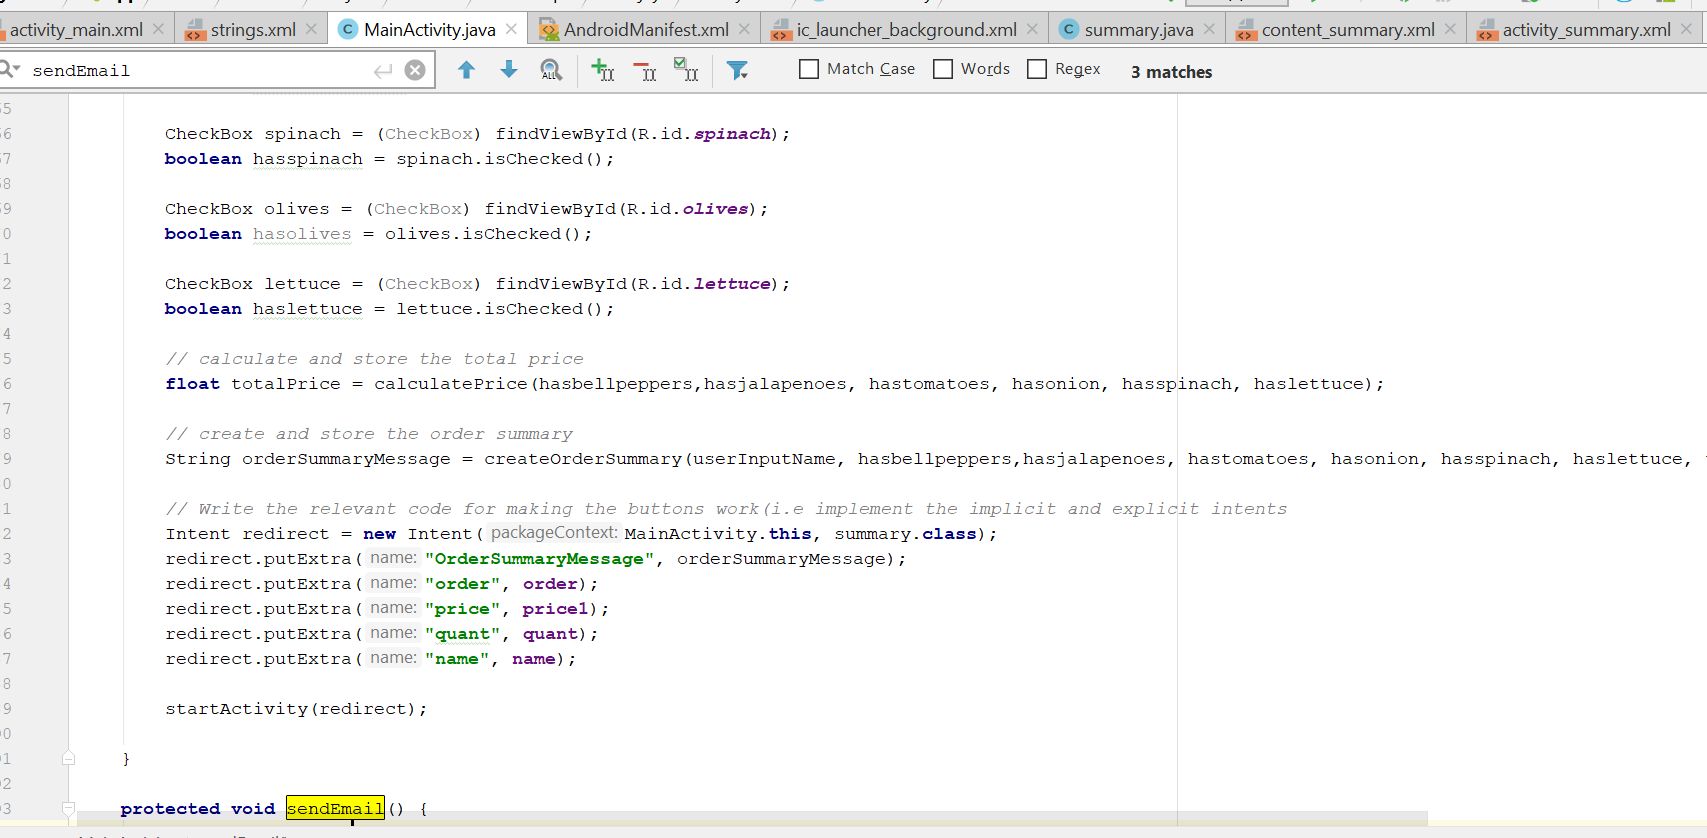 activity_main.xml strings.xml MainActivity.java AndroidManifest.xml ic_launcher_background.xml summary.java content_summary.xml activity_summary.xml
sendEmail Match Case Words Regex 3 matches
5
6 CheckBox spinach = (CheckBox) findViewById(R.id.spinach);
7 boolean hasspinach = spinach.isChecked();
8
9 CheckBox olives = (CheckBox) findViewById(R.id.olives);
0 boolean hasolives = olives.isChecked();
1
2 CheckBox lettuce = (CheckBox) findViewById(R.id.lettuce);
3 boolean haslettuce = lettuce.isChecked();
4
5 // calculate and store the total price
6 float totalPrice = calculatePrice(hasbellpeppers,hasjalapenoes, hastomatoes, hasonion, hasspinach, haslettuce);
7
8 // create and store the order summary
9 String orderSummaryMessage = createOrderSummary(userInputName, hasbellpeppers,hasjalapenoes, hastomatoes, hasonion, hasspinach, haslettuce,
0
1 // Write the relevant code for making the buttons work(i.e implement the implicit and explicit intents
2 Intent redirect = new Intent( packageContext: MainActivity.this, summary.class);
3 redirect.putExtra( name: "OrderSummaryMessage", orderSummaryMessage);
4 redirect.putExtra( name: "order", order);
5 redirect.putExtra( name: "price", price1);
6 redirect.putExtra( name: "quant", quant);
7 redirect.putExtra( name: "name", name);
8
9 startActivity(redirect);
0
1 }
2
3 protected void sendEmail() {